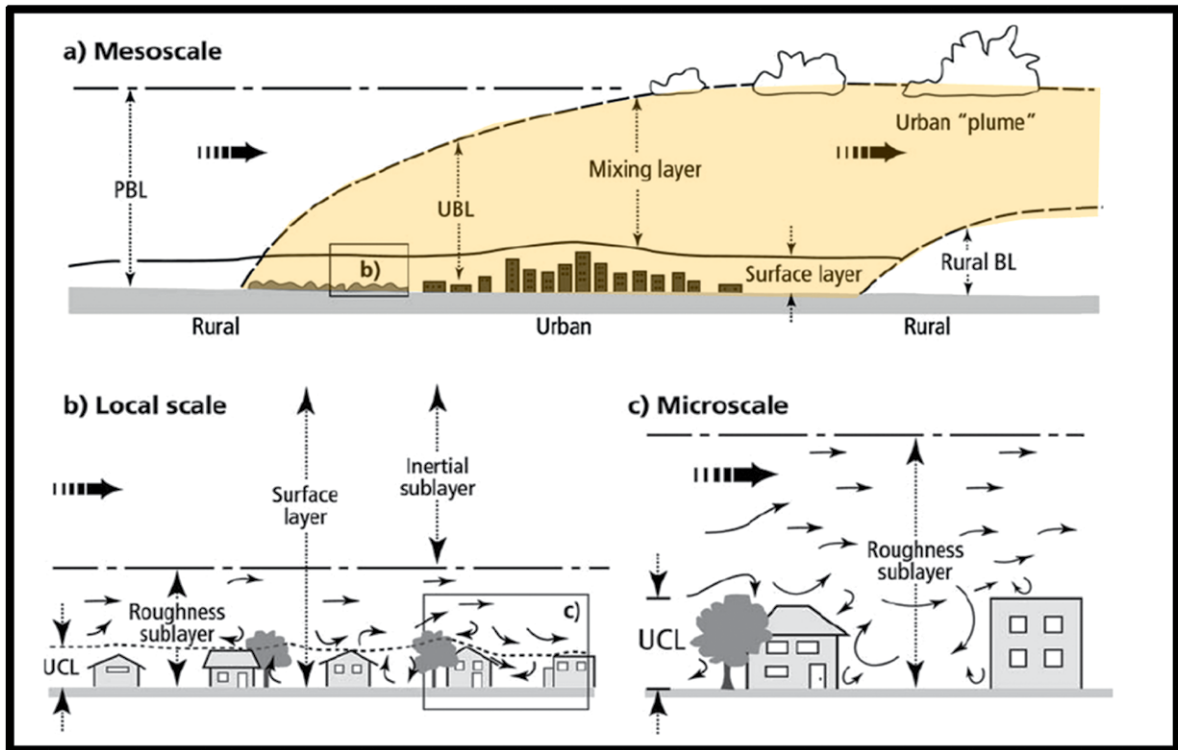 a) Mesoscale
Urban "plume"
Mixing layer
PBL
UBL
b)
Surface layer
Rural BL
Rural
Urban
Rural
b) Local scale
Inertial
sublayer
Surface
layer
Roughness
sublayer
c)
UCL
c) Microscale
Roughness
sublayer
UCL